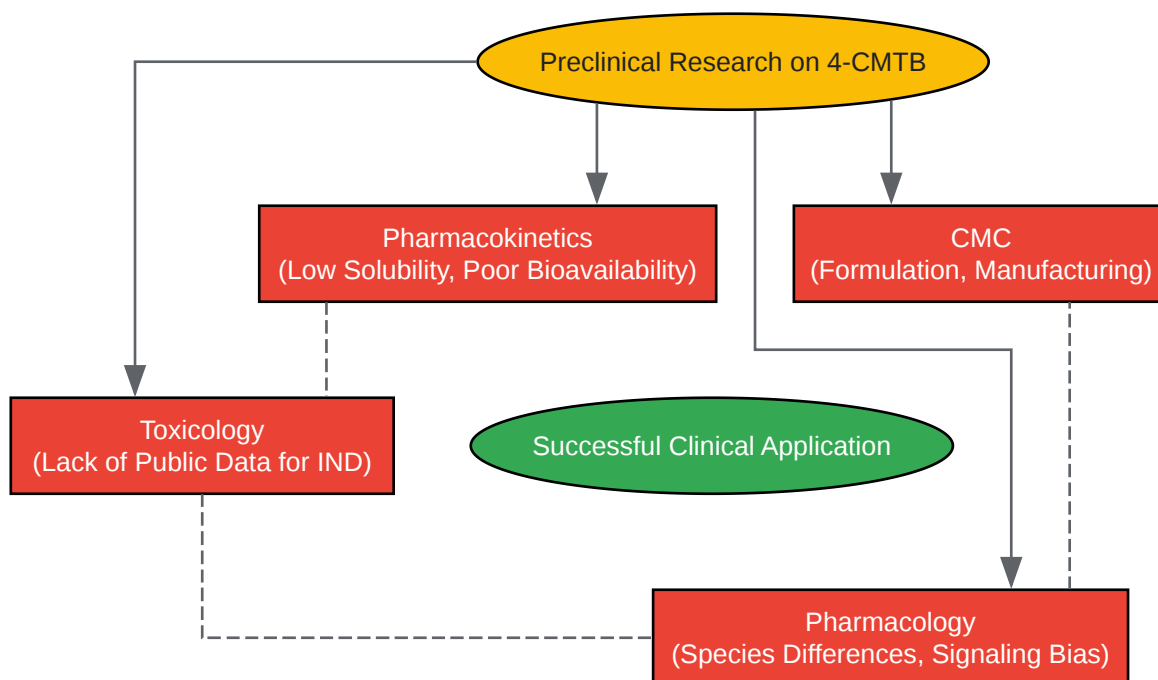 Preclinical Research on 4-CMTB
Pharmacokinetics
(Low Solubility, Poor Bioavailability)
CMC
(Formulation, Manufacturing)
Toxicology
(Lack of Public Data for IND)
Successful Clinical Application
Pharmacology
(Species Differences, Signaling Bias)